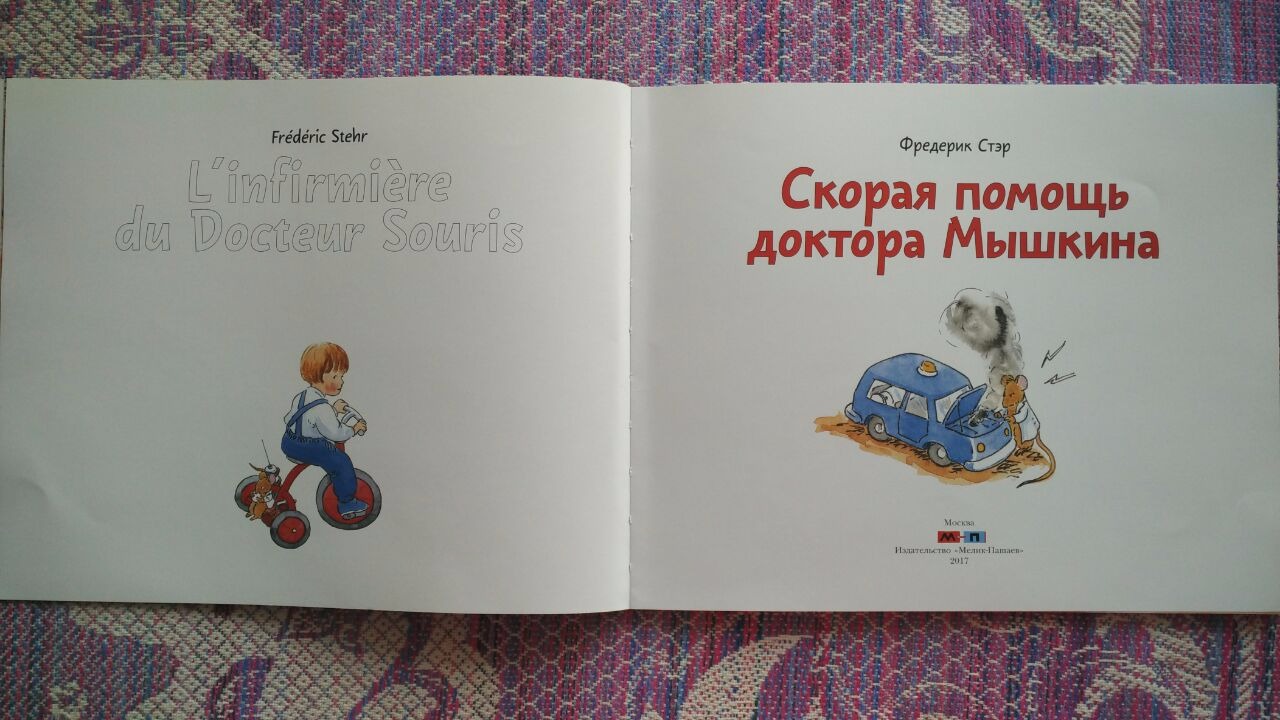 Frédéric Stehr
L'infirmière
du Docteur Souris
Фредерик Стэр
Скорая помощь
доктора Мышкина
Москва
М-П
Издательство «Мелик-Пашаев»
2017